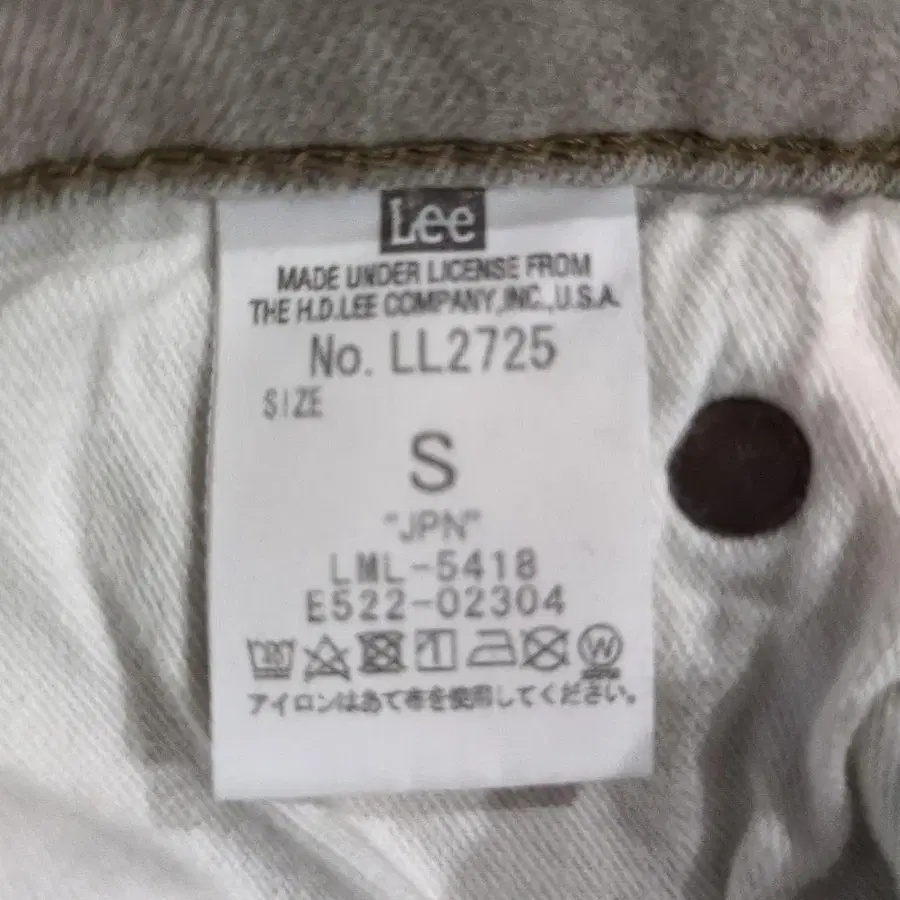 Lee
MADE UNDER LICENSE FROM
THE H.D.LEE COMPANY,INC.,U.S.A.
No. LL2725
SIZE
S
"JPN"
LML-5418
E522-02304
W
アイロンはあて布を使用してください。